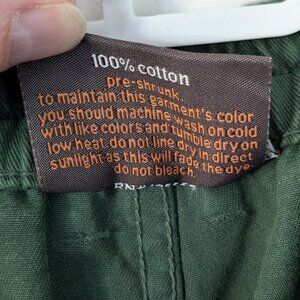 100% cotton
pre-shrunk
to maintain this garment's color
you should machine wash on cold
with like colors and tumble dry on
low heat. do not line dry in direct
sunlight as this will fade the dye.
do not bleach.